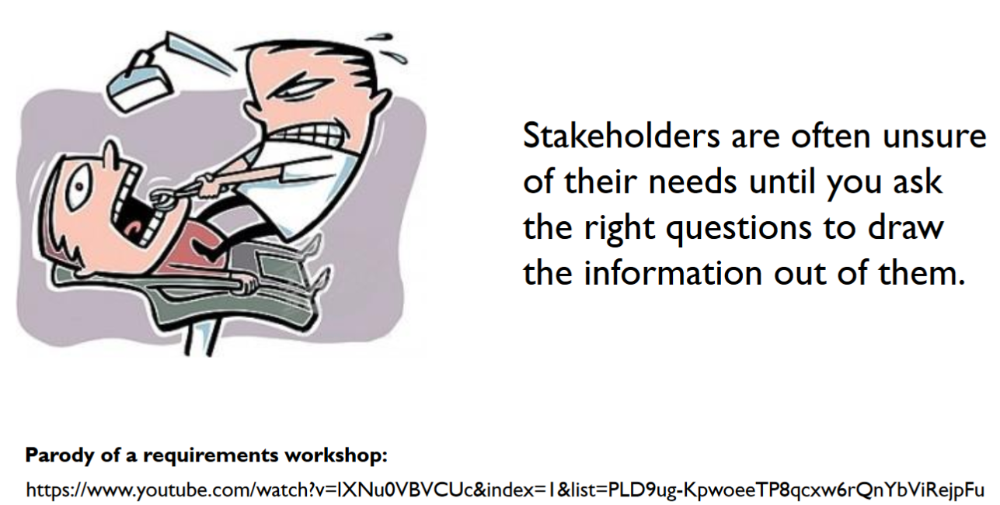 Stakeholders are often unsure
of their needs until you ask
the right questions to draw
the information out of them.
Parody of a requirements workshop:
https://www.youtube.com/watch?v=lXNu0VBVCUc&index=1&list=PLD9ug-KpwoeeTP8qcxw6rQnYbViRejpFu